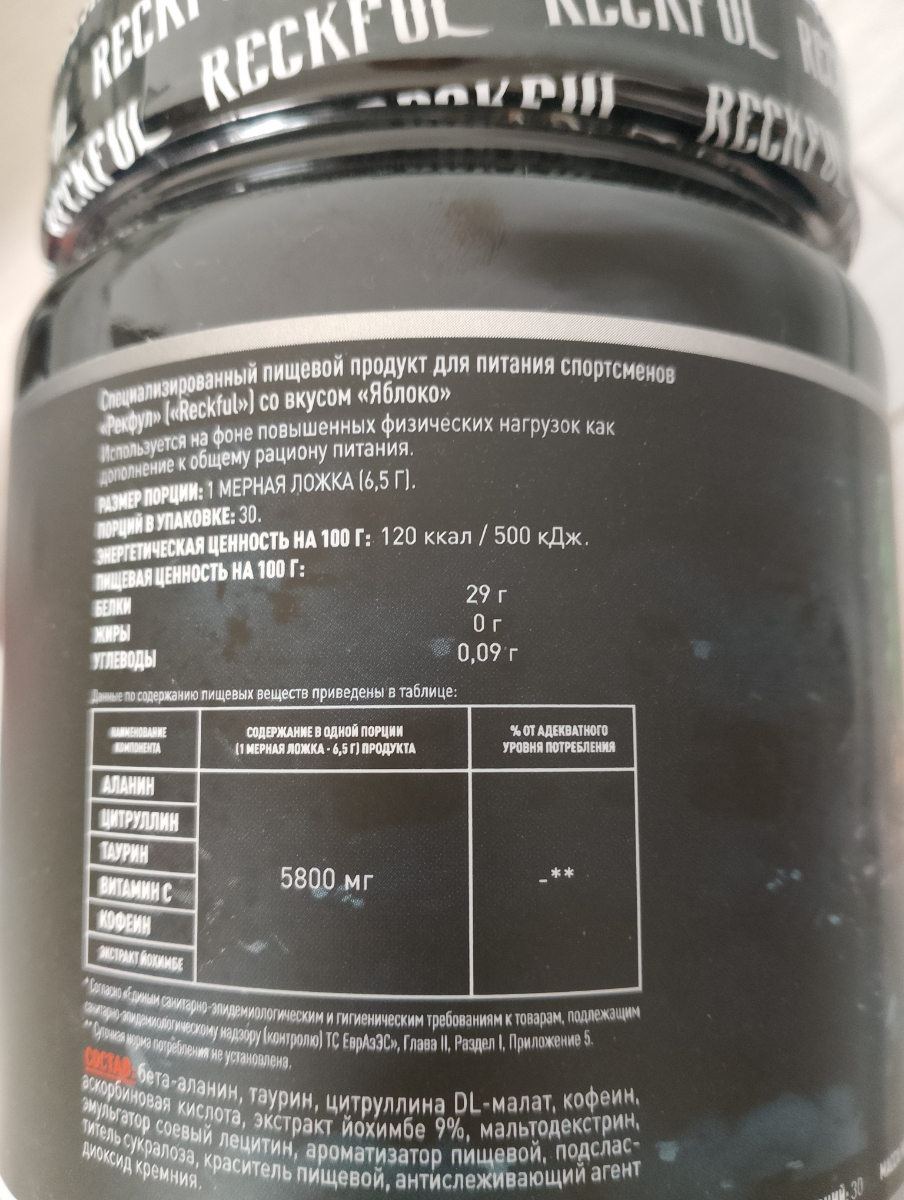 RECKFUL RECKFUL RECKFUL
RECKFUL RECKFUL
Специализированный пищевой продукт для питания спортсменов
«Рекфул» («Reckful») со вкусом «Яблоко»
Используется на фоне повышенных физических нагрузок как
дополнение к общему рациону питания.
РАЗМЕР ПОРЦИИ: 1 МЕРНАЯ ЛОЖКА (6,5 Г).
ПОРЦИЙ В УПАКОВКЕ: 30.
ЭНЕРГЕТИЧЕСКАЯ ЦЕННОСТЬ НА 100 Г: 120 ккал / 500 кДж.
ПИЩЕВАЯ ЦЕННОСТЬ НА 100 Г:
БЕЛКИ 29 г
ЖИРЫ 0 г
УГЛЕВОДЫ 0,09 г
Данные по содержанию пищевых веществ приведены в таблице:
НАИМЕНОВАНИЕ КОМПОНЕНТА
СОДЕРЖАНИЕ В ОДНОЙ ПОРЦИИ
(1 МЕРНАЯ ЛОЖКА - 6,5 Г) ПРОДУКТА
% ОТ АДЕКВАТНОГО
УРОВНЯ ПОТРЕБЛЕНИЯ
АЛАНИН
ЦИТРУЛЛИН
ТАУРИН
ВИТАМИН С
КОФЕИН
ЭКСТРАКТ ЙОХИМБЕ
5800 мг
-**
* Согласно «Единым санитарно-эпидемиологическим и гигиеническим требованиям к товарам, подлежащим
санитарно-эпидемиологическому надзору (контролю) ТС ЕврАзЭС», Глава II, Раздел I, Приложение 5.
** Суточная норма потребления не установлена.
СОСТАВ: бета-аланин, таурин, цитруллина DL-малат, кофеин,
аскорбиновая кислота, экстракт йохимбе 9%, мальтодекстрин,
эмульгатор соевый лецитин, ароматизатор пищевой, подслас-
титель сукралоза, краситель пищевой, антислеживающий агент
диоксид кремния.